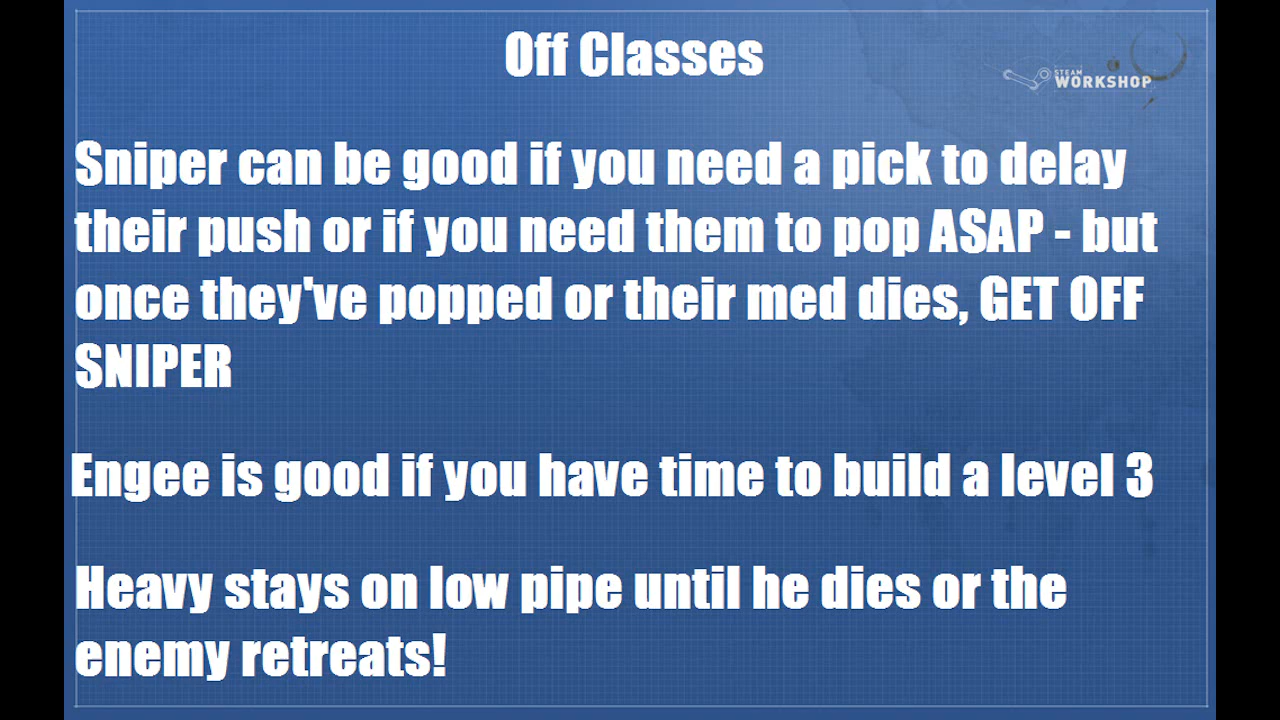 Off Classes
STEAM
WORKSHOP
Sniper can be good if you need a pick to delay
their push or if you need them to pop ASAP - but
once they've popped or their med dies, GET OFF
SNIPER
Engee is good if you have time to build a level 3
Heavy stays on low pipe until he dies or the
enemy retreats!